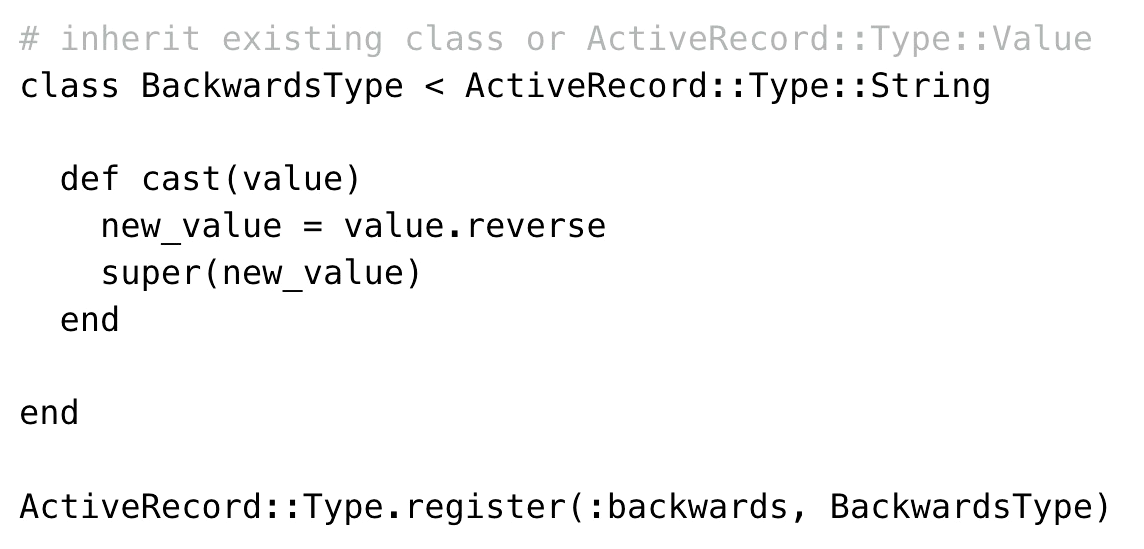 # inherit existing class or ActiveRecord::Type::Value
class BackwardsType < ActiveRecord::Type::String
  def cast(value)
    new_value = value.reverse
    super(new_value)
  end
end
ActiveRecord::Type.register(:backwards, BackwardsType)